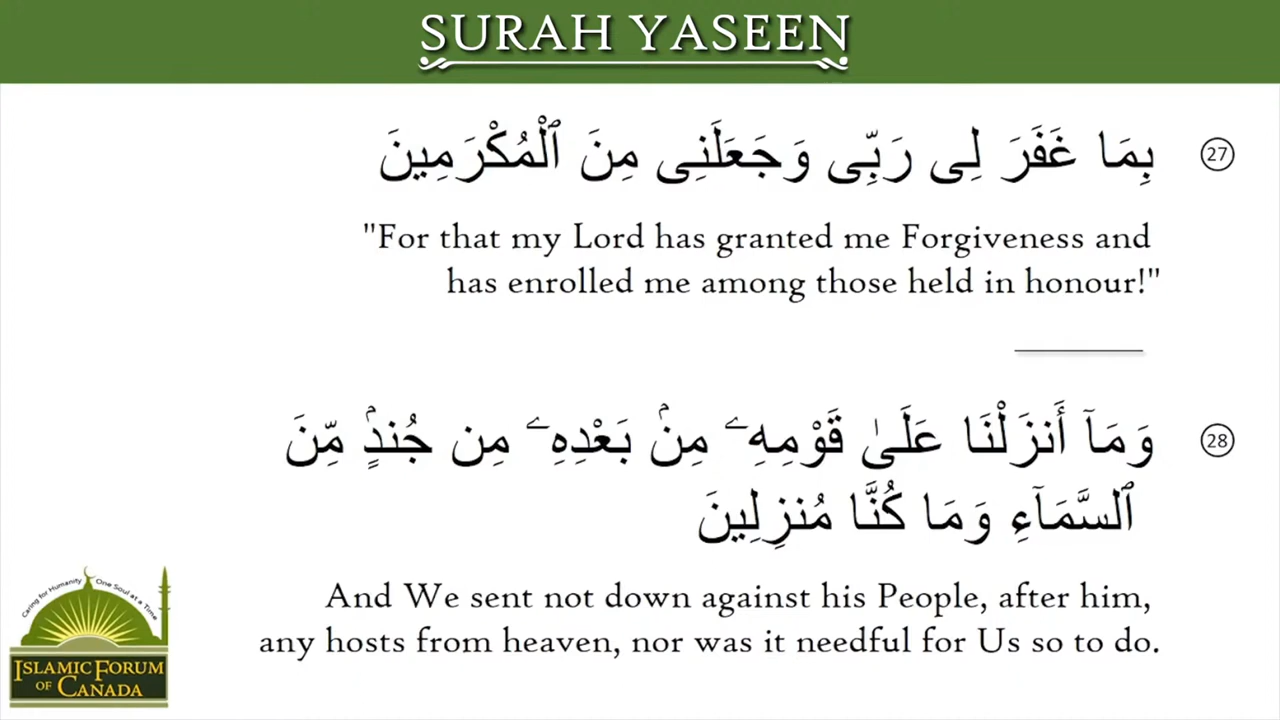 SURAH YASEEN
بِمَا غَفَرَ لِى رَبِّى وَجَعَلَنِى مِنَ ٱلْمُكْرَمِينَ 27
"For that my Lord has granted me Forgiveness and
has enrolled me among those held in honour!"
وَمَآ أَنزَلْنَا عَلَىٰ قَوْمِهِۦ مِنۢ بَعْدِهِۦ مِن جُندٍۢ مِّنَ 28
ٱلسَّمَآءِ وَمَا كُنَّا مُنزِلِينَ
And We sent not down against his People, after him,
any hosts from heaven, nor was it needful for Us so to do.
Caring for Humanity One Soul at a Time
ISLAMIC FORUM
OF CANADA